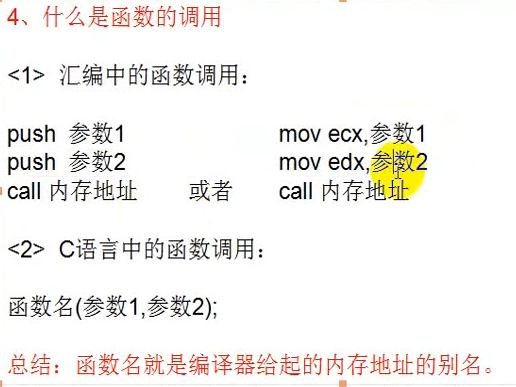 4、什么是函数的调用
<1> 汇编中的函数调用：
push 参数1 mov ecx,参数1
push 参数2 mov edx,参数2
call 内存地址 或者 call 内存地址
<2> C语言中的函数调用：
函数名(参数1,参数2);
总结：函数名就是编译器给起的内存地址的别名。